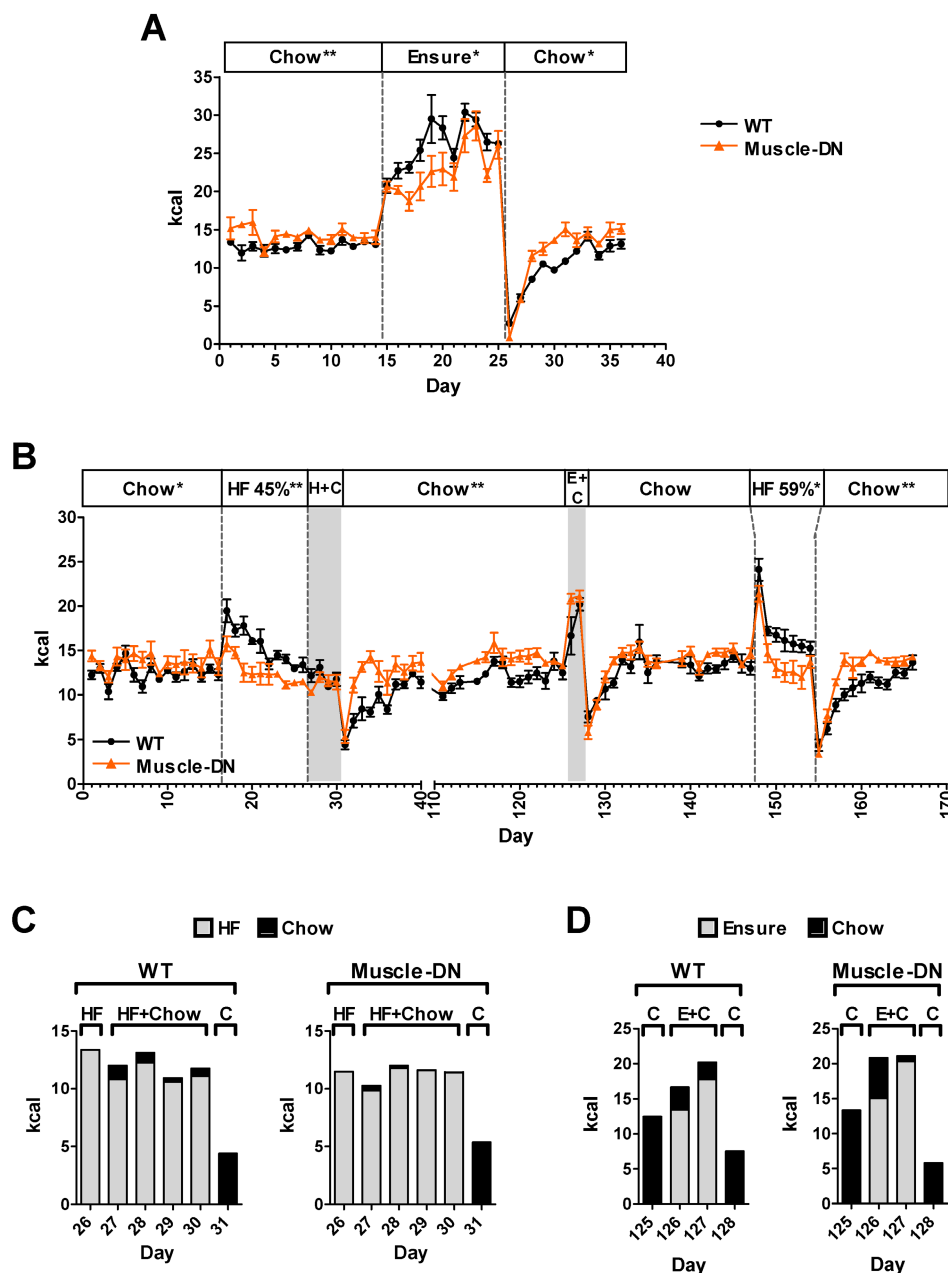 A
Chow** Ensure* Chow*
35
30
25
20
15
10
5
0
kcal
0 5 10 15 20 25 30 35 40
Day
WT
Muscle-DN
B
Chow* HF 45%** H+C Chow** E+ C Chow HF 59%* Chow**
30
25
20
15
10
5
0
kcal
WT
Muscle-DN
0 10 20 30 40 110 120 130 140 150 160 170
Day
C
HF Chow
WT
HF HF+Chow C
15
10
5
0
kcal
26 27 28 29 30 31
Day
Muscle-DN
HF HF+Chow C
15
10
5
0
kcal
26 27 28 29 30 31
Day
D
Ensure Chow
WT
C E+C C
25
20
15
10
5
0
kcal
125 126 127 128
Day
Muscle-DN
C E+C C
25
20
15
10
5
0
kcal
125 126 127 128
Day